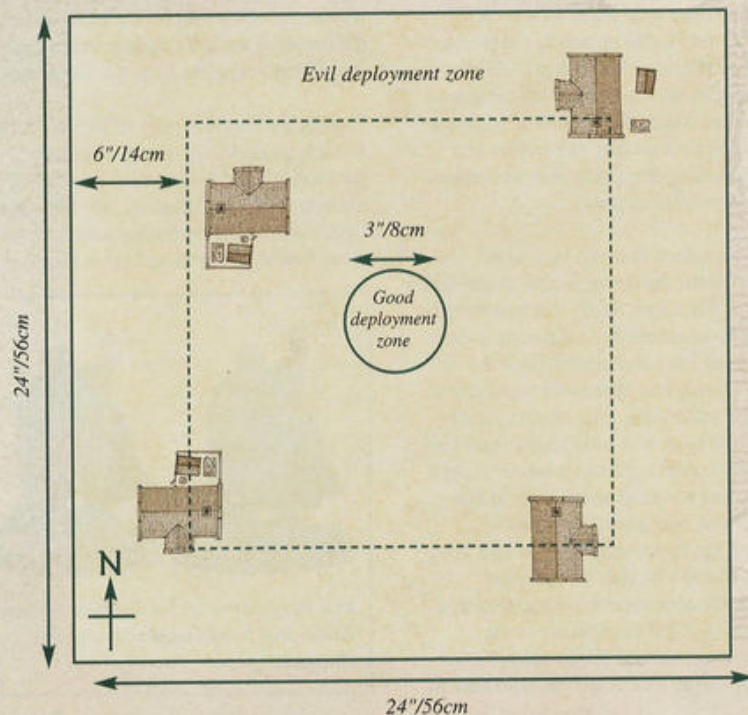 Evil deployment zone
6"/14cm
3"/8cm
Good
deployment
zone
24"/56cm
N
24"/56cm